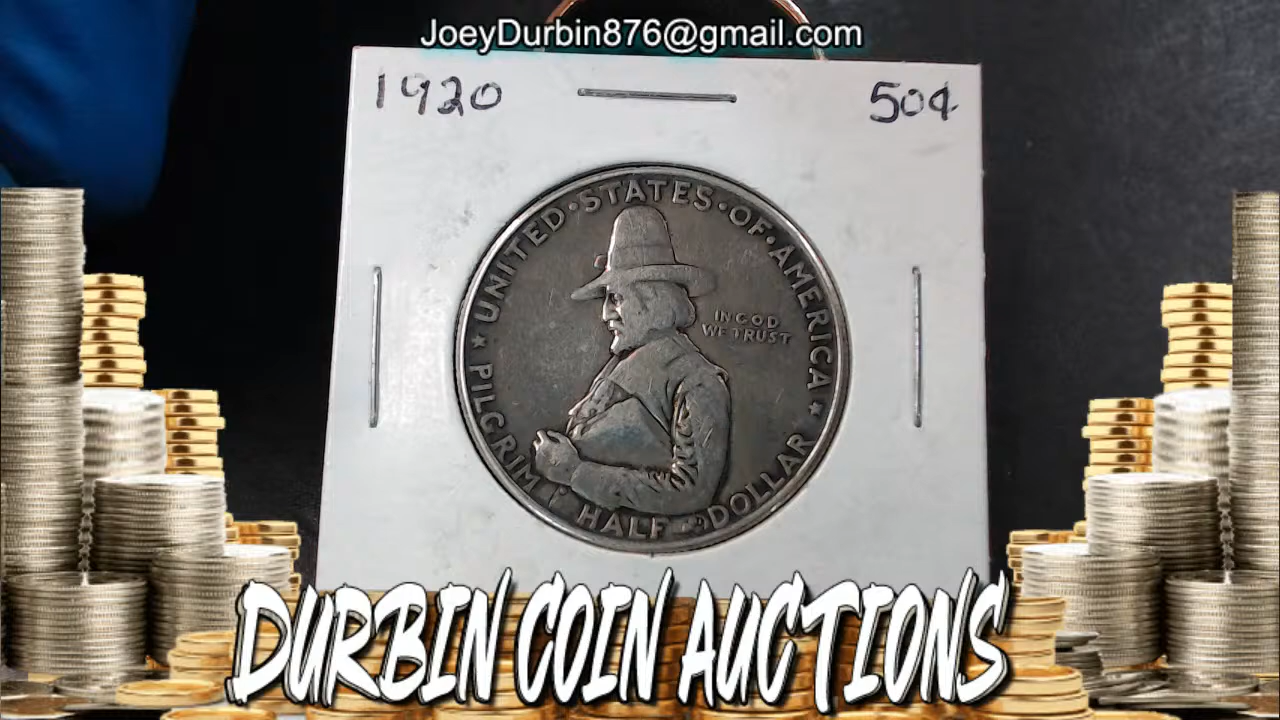 JoeyDurbin876@gmail.com
1920
50¢
UNITED·STATES·OF·AMERICA
IN GOD
WE TRUST
PILGRIM HALF DOLLAR
DURBIN COIN AUCTIONS